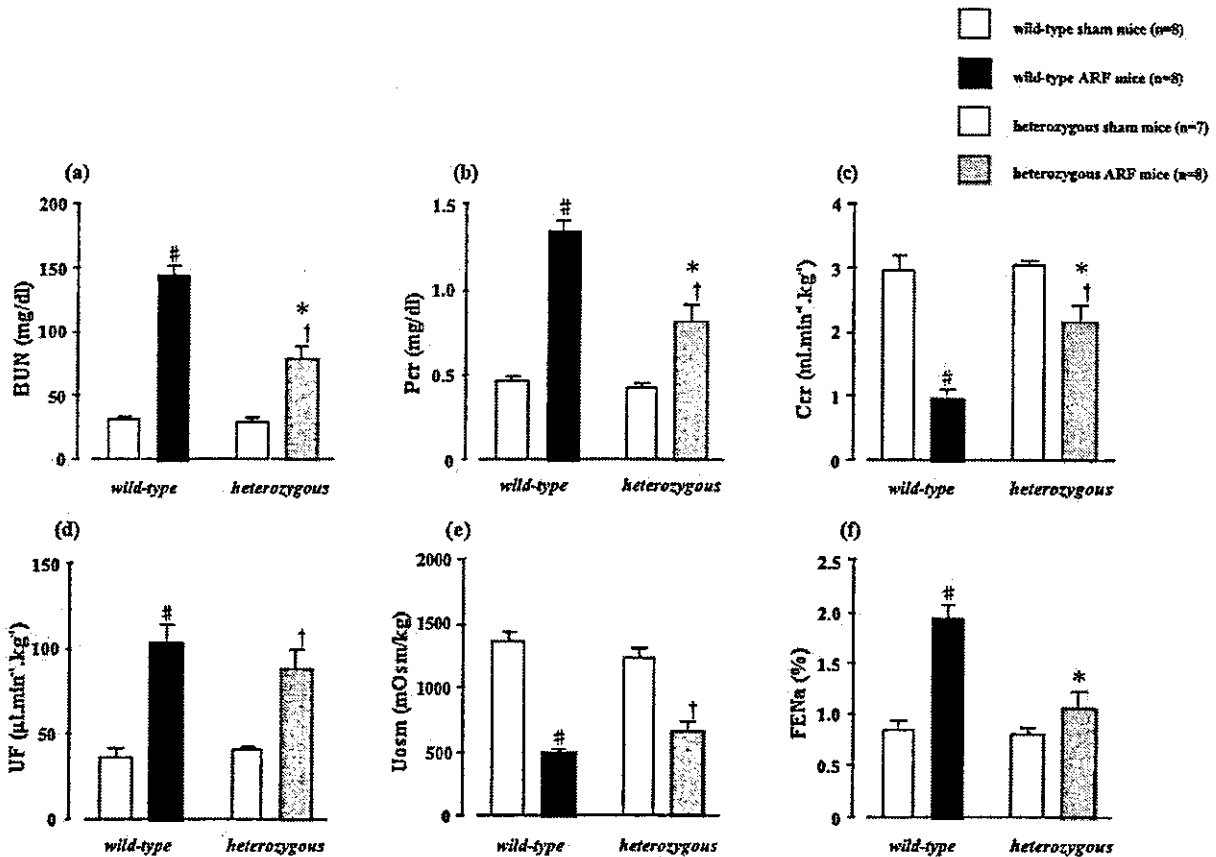 wild-type sham mice (n=8)
wild-type ARF mice (n=8)
heterozygous sham mice (n=7)
heterozygous ARF mice (n=8)
(a)
200
150
100
50
0
BUN (mg/dl)
#
*
†
wild-type heterozygous
(b)
1.5
1.0
0.5
0
Pcr (mg/dl)
#
*
†
wild-type heterozygous
(c)
4
3
2
1
0
Ccr (ml.min⁻¹.kg⁻¹)
#
*
†
wild-type heterozygous
(d)
150
100
50
0
UF (µl.min⁻¹.kg⁻¹)
#
†
wild-type heterozygous
(e)
2000
1500
1000
500
0
Uosm (mOsm/kg)
#
†
wild-type heterozygous
(f)
2.5
2.0
1.5
1.0
0.5
0
FENa (%)
#
*
wild-type heterozygous